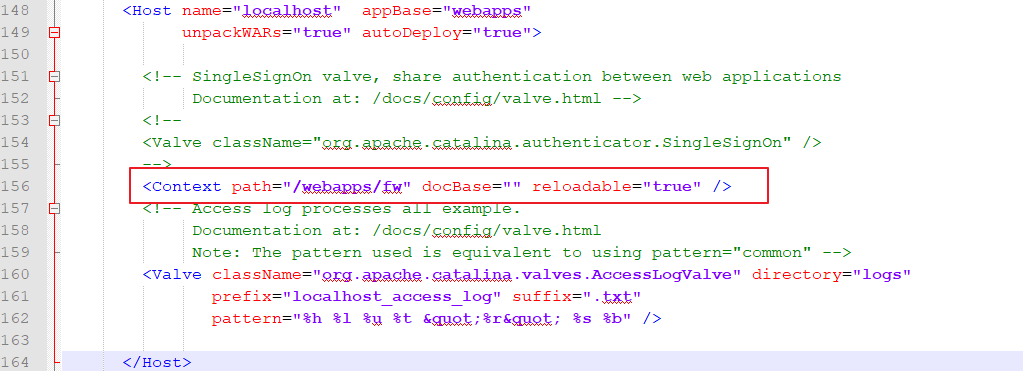 148 <Host name="localhost"  appBase="webapps"
149 unpackWARs="true" autoDeploy="true">
150
151 <!-- SingleSignOn valve, share authentication between web applications
152 Documentation at: /docs/config/valve.html -->
153 <!--
154 <Valve className="org.apache.catalina.authenticator.SingleSignOn" />
155 -->
156 <Context path="/webapps/fw" docBase="" reloadable="true" />
157 <!-- Access log processes all example.
158 Documentation at: /docs/config/valve.html
159 Note: The pattern used is equivalent to using pattern="common" -->
160 <Valve className="org.apache.catalina.valves.AccessLogValve" directory="logs"
161 prefix="localhost_access_log" suffix=".txt"
162 pattern="%h %l %u %t &quot;%r&quot; %s %b" />
163
164 </Host>